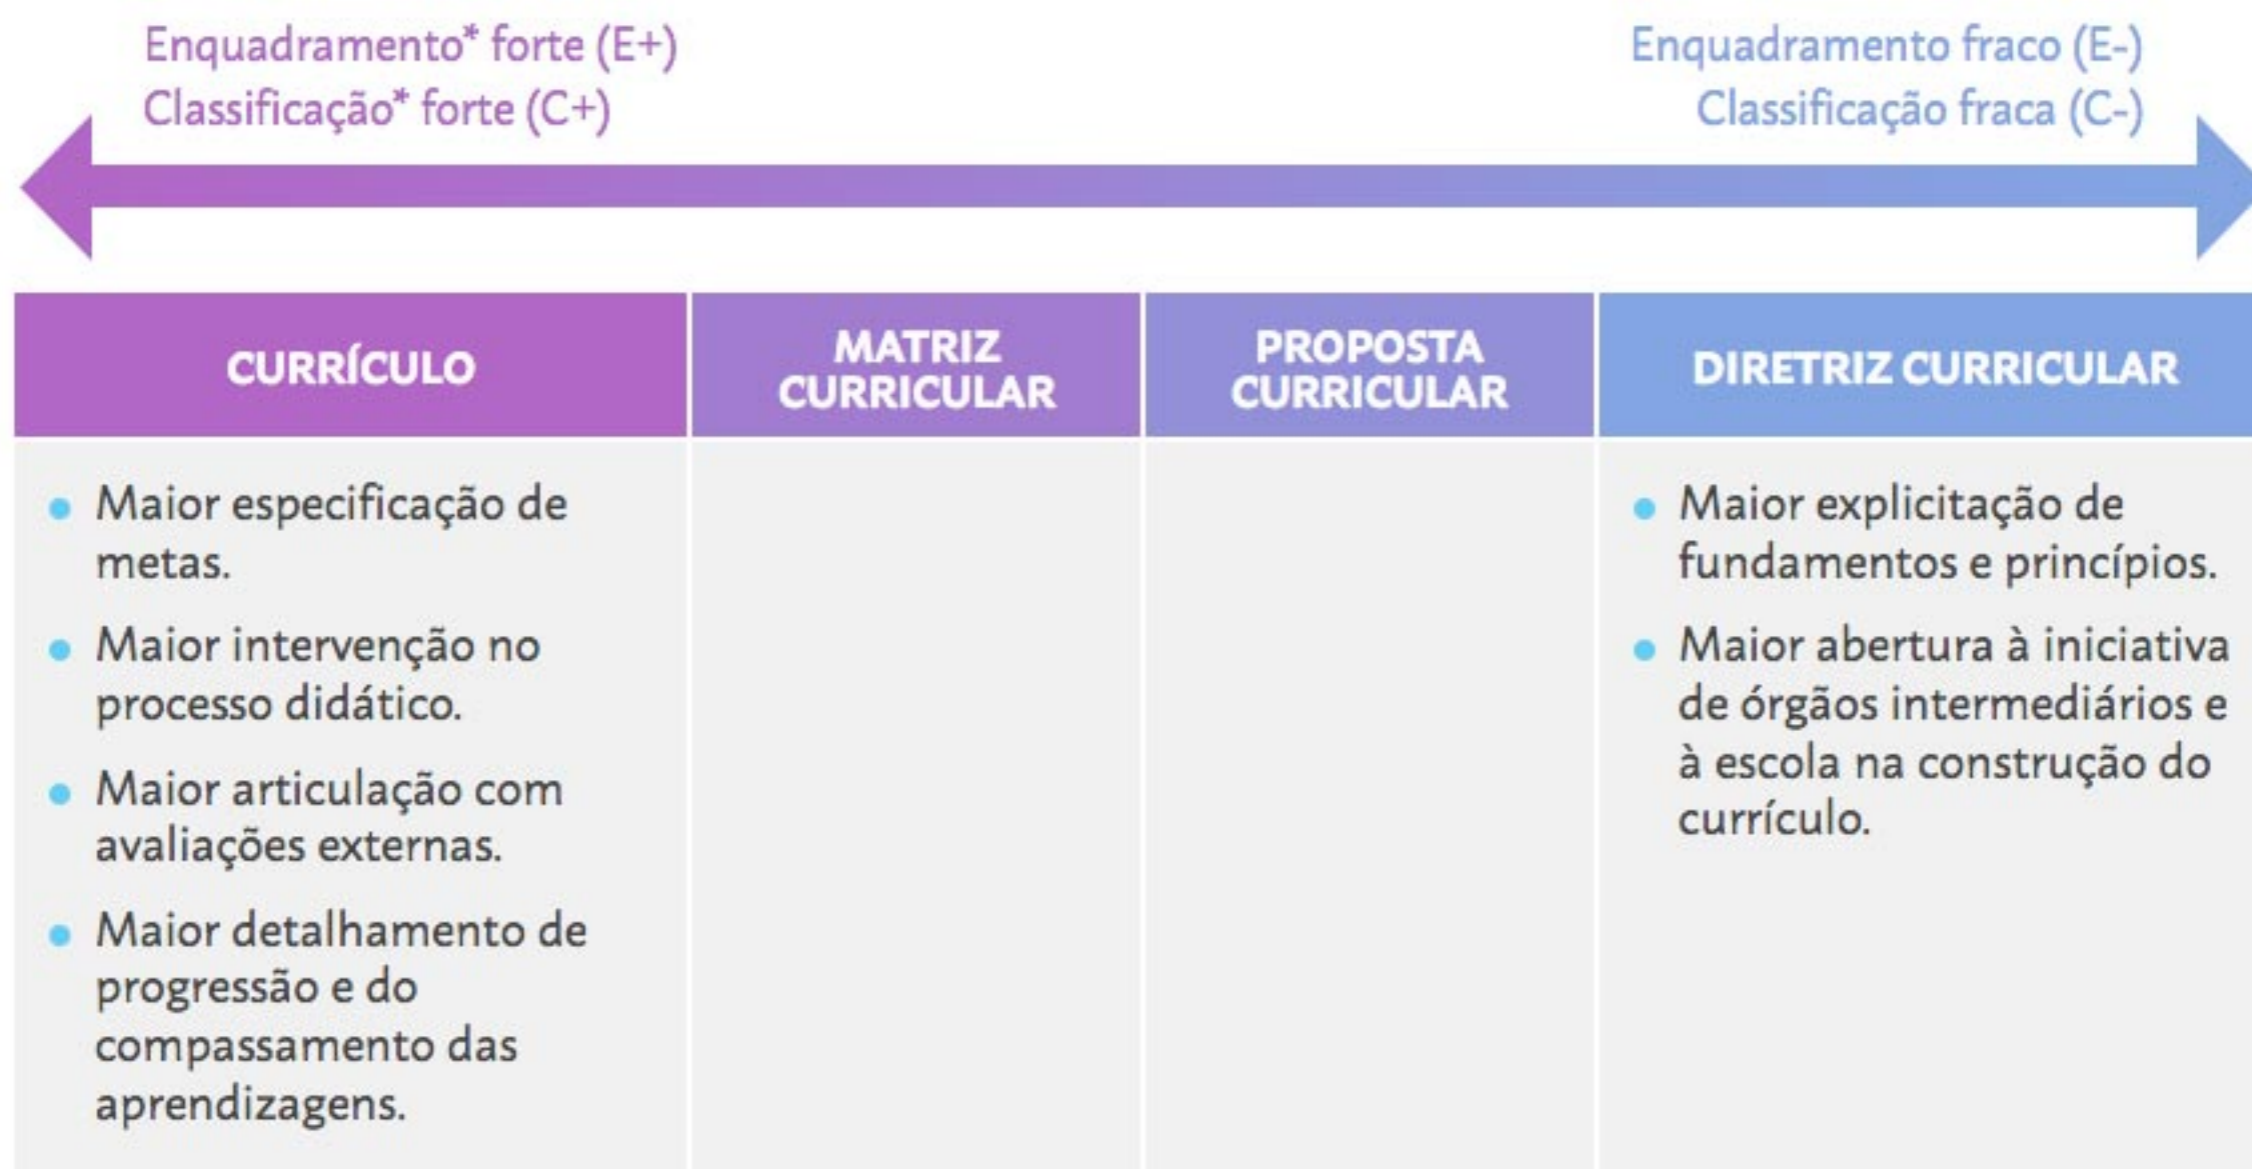 Enquadramento* forte (E+)
Classificação* forte (C+)
Enquadramento fraco (E-)
Classificação fraca (C-)
CURRÍCULO
MATRIZ
CURRICULAR
PROPOSTA
CURRICULAR
DIRETRIZ CURRICULAR
Maior especificação de
metas.
Maior intervenção no
processo didático.
Maior articulação com
avaliações externas.
Maior detalhamento de
progressão e do
compassamento das
aprendizagens.
Maior explicitação de
fundamentos e princípios.
Maior abertura à iniciativa
de órgãos intermediários e
à escola na construção do
currículo.